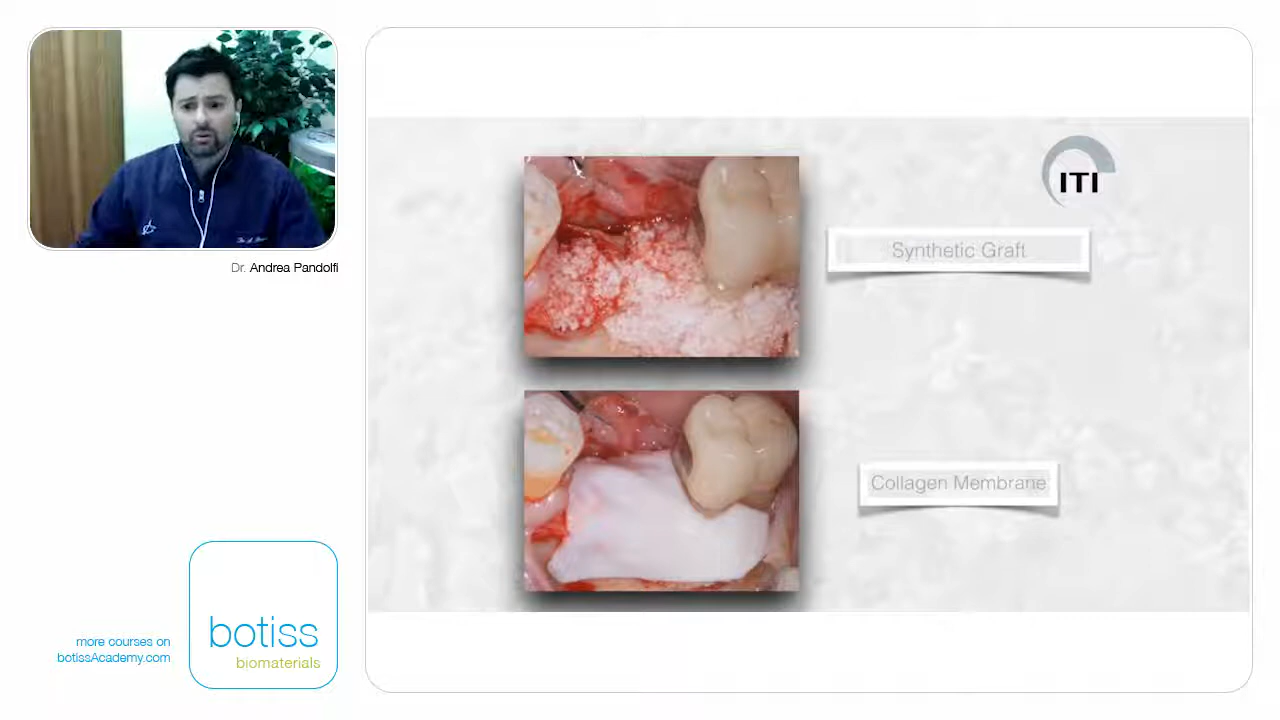 Dr. Andrea Pandolfi
ITI
Synthetic Graft
Collagen Membrane
more courses on
botissAcademy.com
botiss
biomaterials